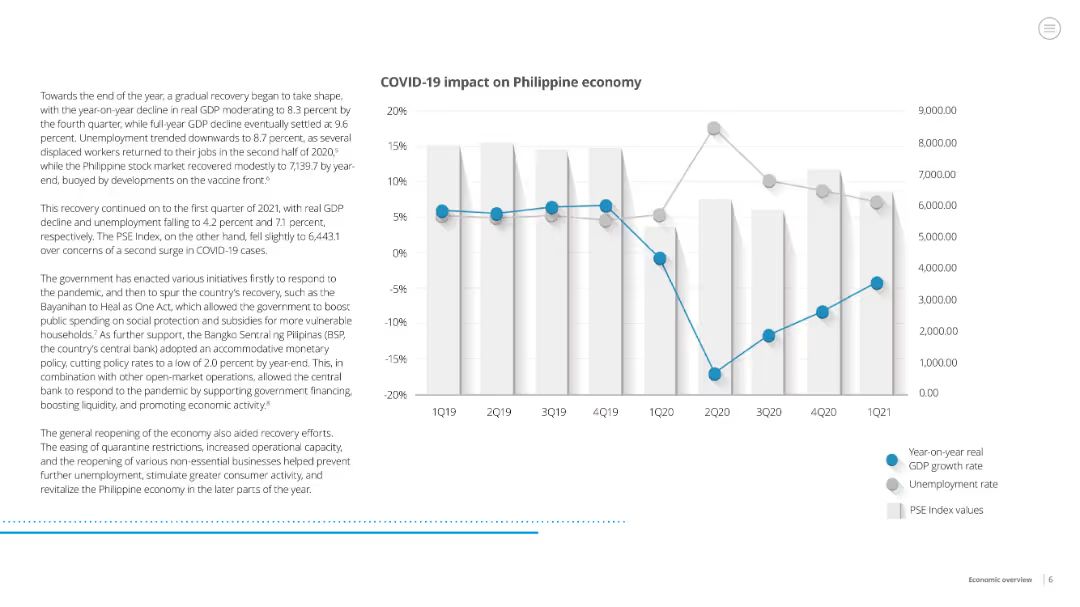 Towards the end of the year, a gradual recovery began to take shape,
with the year-on-year decline in real GDP moderating to 8.3 percent by
the fourth quarter, while full-year GDP decline eventually settled at 9.6
percent. Unemployment trended downwards to 8.7 percent, as several
displaced workers returned to their jobs in the second half of 2020,⁵
while the Philippine stock market recovered modestly to 7,139.7 by year-
end, buoyed by developments on the vaccine front.⁶
This recovery continued on to the first quarter of 2021, with real GDP
decline and unemployment falling to 4.2 percent and 7.1 percent,
respectively. The PSE Index, on the other hand, fell slightly to 6,443.1
over concerns of a second surge in COVID-19 cases.
The government has enacted various initiatives firstly to respond to
the pandemic, and then to spur the country's recovery, such as the
Bayanihan to Heal as One Act, which allowed the government to boost
public spending on social protection and subsidies for more vulnerable
households.⁷ As further support, the Bangko Sentral ng Pilipinas (BSP,
the country's central bank) adopted an accommodative monetary
policy, cutting policy rates to a low of 2.0 percent by year-end. This, in
combination with other open-market operations, allowed the central
bank to respond to the pandemic by supporting government financing,
boosting liquidity, and promoting economic activity.⁸
The general reopening of the economy also aided recovery efforts.
The easing of quarantine restrictions, increased operational capacity,
and the reopening of various non-essential businesses helped prevent
further unemployment, stimulate greater consumer activity, and
revitalize the Philippine economy in the later parts of the year.
COVID-19 impact on Philippine economy
20%
15%
10%
5%
0%
-5%
-10%
-15%
-20%
9,000.00
8,000.00
7,000.00
6,000.00
5,000.00
4,000.00
3,000.00
2,000.00
1,000.00
0.00
1Q19 2Q19 3Q19 4Q19 1Q20 2Q20 3Q20 4Q20 1Q21
Year-on-year real
GDP growth rate
Unemployment rate
PSE Index values
Economic overview 6